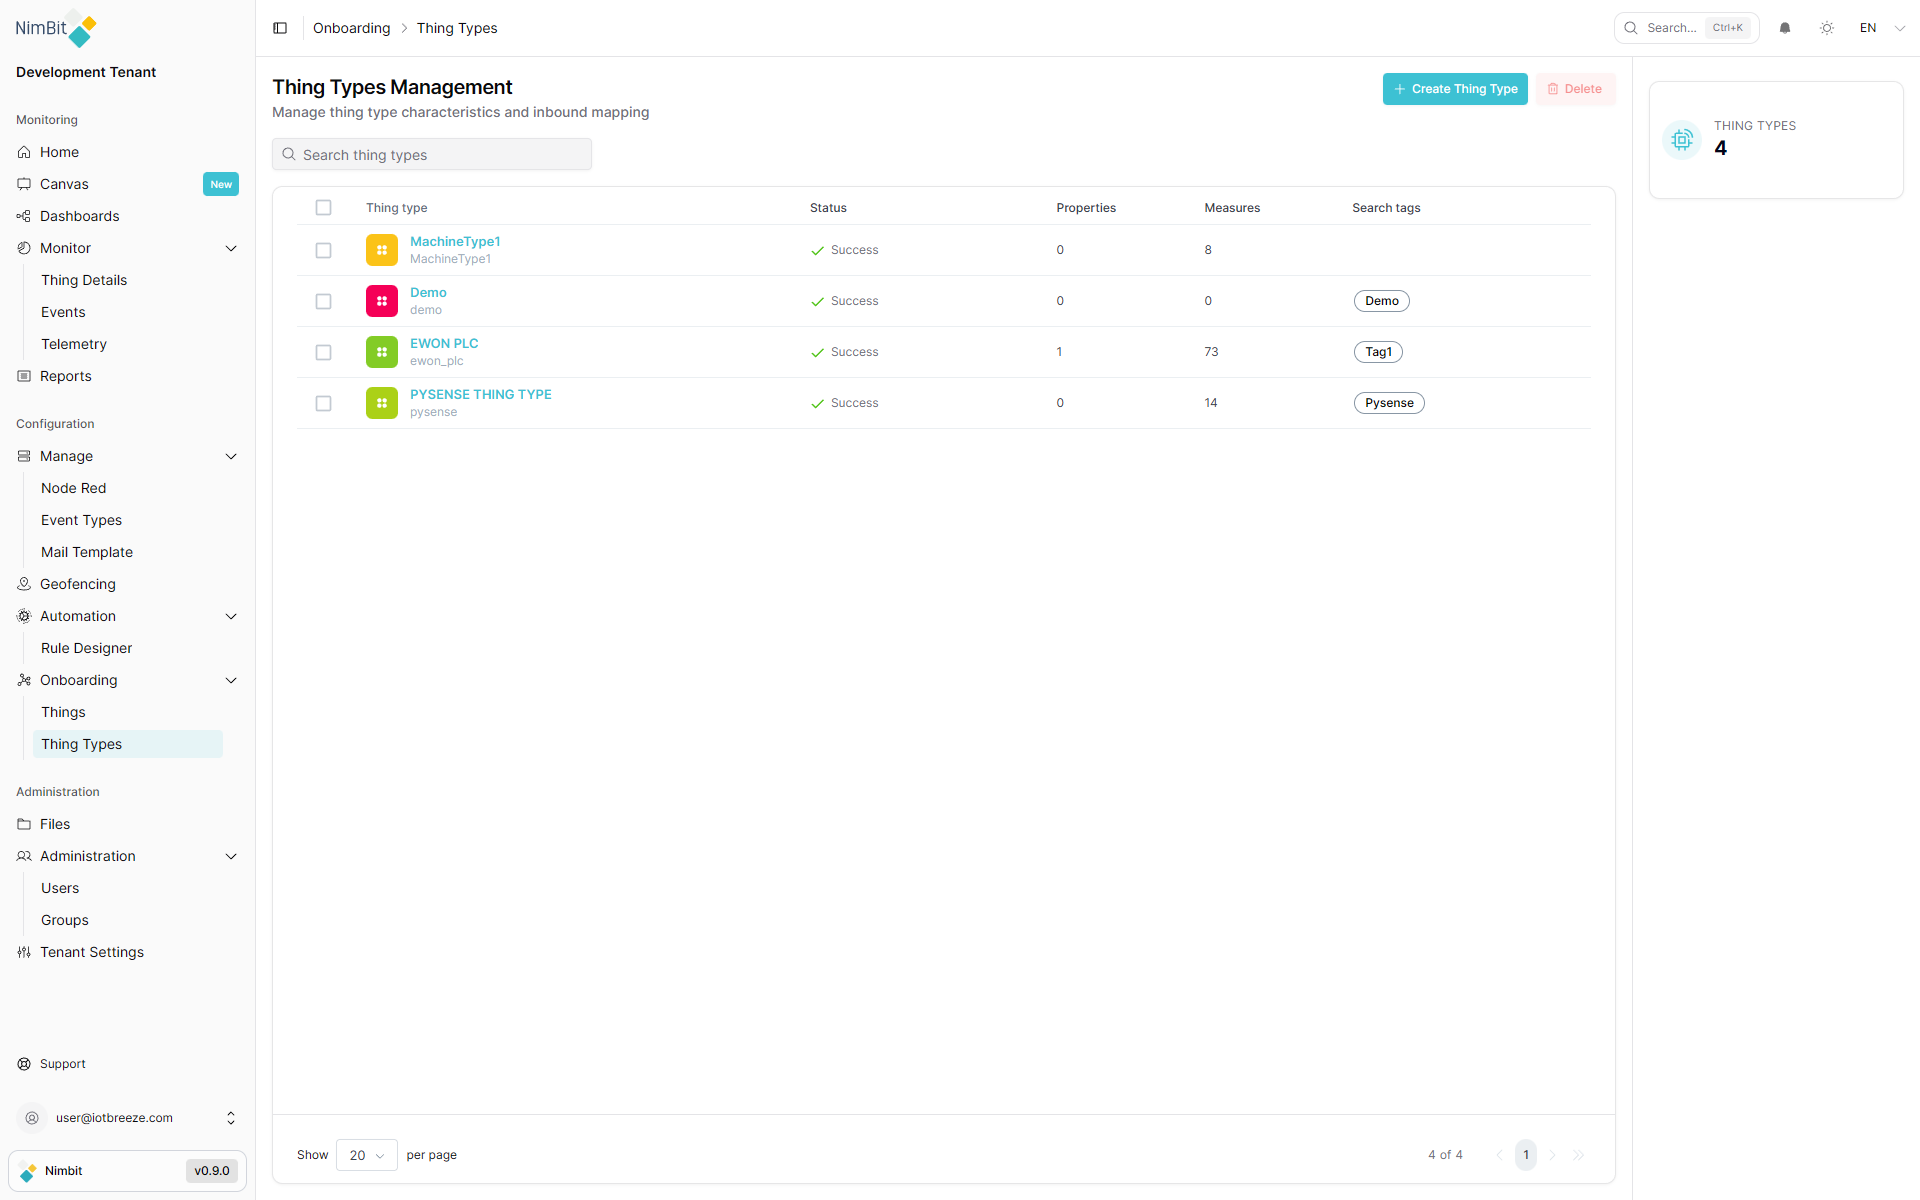 NimBit
Development Tenant
Monitoring
Home
Canvas New
Dashboards
Monitor
Thing Details
Events
Telemetry
Reports
Configuration
Manage
Node Red
Event Types
Mail Template
Geofencing
Automation
Rule Designer
Onboarding
Things
Thing Types
Administration
Files
Administration
Users
Groups
Tenant Settings
Support
user@iotbreeze.com
Nimbit v0.9.0
Onboarding > Thing Types
Search... Ctrl+K EN
Thing Types Management
Manage thing type characteristics and inbound mapping
+ Create Thing Type
Delete
Search thing types
Thing type Status Properties Measures Search tags
MachineType1 Success 0 8
MachineType1
Demo Success 0 0 Demo
demo
EWON PLC Success 1 73 Tag1
ewon_plc
PYSENSE THING TYPE Success 0 14 Pysense
pysense
Show 20 per page
4 of 4 1
THING TYPES
4